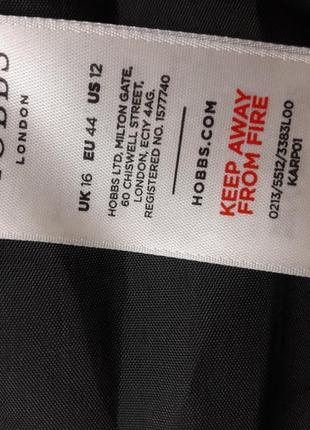 HOBBS
LONDON
UK 16 EU 44 US 12
HOBBS LTD, MILTON GATE,
60 CHISWELL STREET,
LONDON, EC1Y 4AG.
REGISTERED NO. 1577740
HOBBS.COM
KEEP AWAY
FROM FIRE
0213/5512/3383L00
KARP01